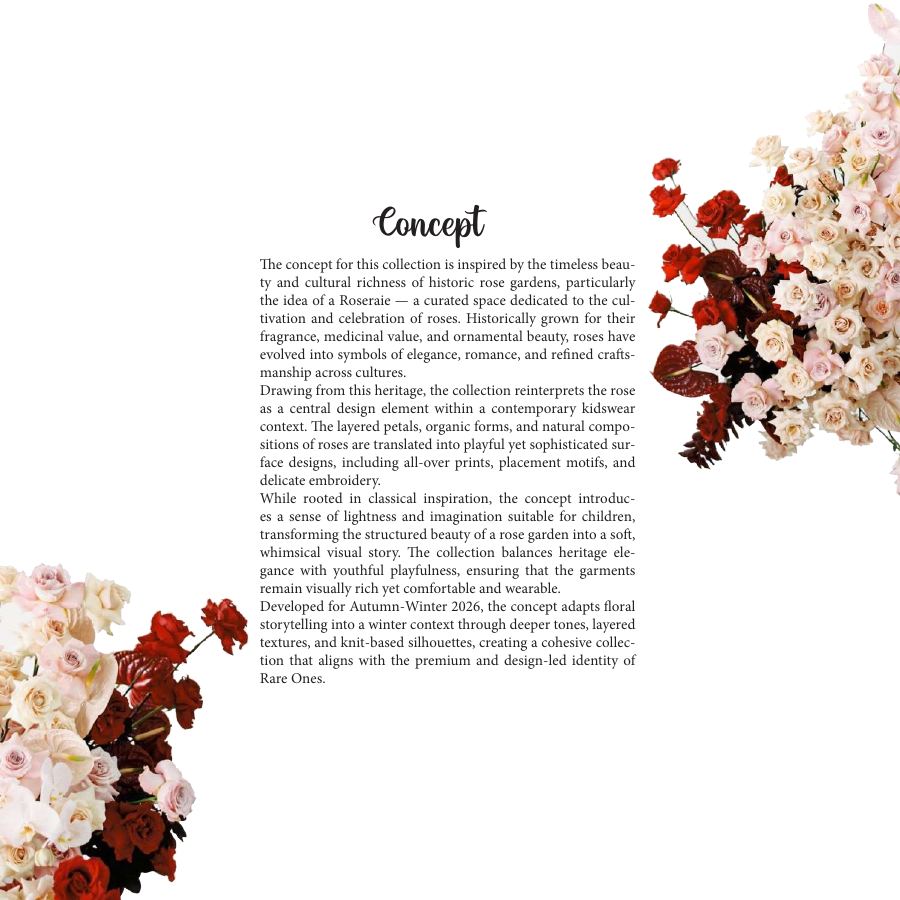 Concept
The concept for this collection is inspired by the timeless beau-
ty and cultural richness of historic rose gardens, particularly
the idea of a Roseraie — a curated space dedicated to the cul-
tivation and celebration of roses. Historically grown for their
fragrance, medicinal value, and ornamental beauty, roses have
evolved into symbols of elegance, romance, and refined crafts-
manship across cultures.
Drawing from this heritage, the collection reinterprets the rose
as a central design element within a contemporary kidswear
context. The layered petals, organic forms, and natural compo-
sitions of roses are translated into playful yet sophisticated sur-
face designs, including all-over prints, placement motifs, and
delicate embroidery.
While rooted in classical inspiration, the concept introduc-
es a sense of lightness and imagination suitable for children,
transforming the structured beauty of a rose garden into a soft,
whimsical visual story. The collection balances heritage ele-
gance with youthful playfulness, ensuring that the garments
remain visually rich yet comfortable and wearable.
Developed for Autumn-Winter 2026, the concept adapts floral
storytelling into a winter context through deeper tones, layered
textures, and knit-based silhouettes, creating a cohesive collec-
tion that aligns with the premium and design-led identity of
Rare Ones.